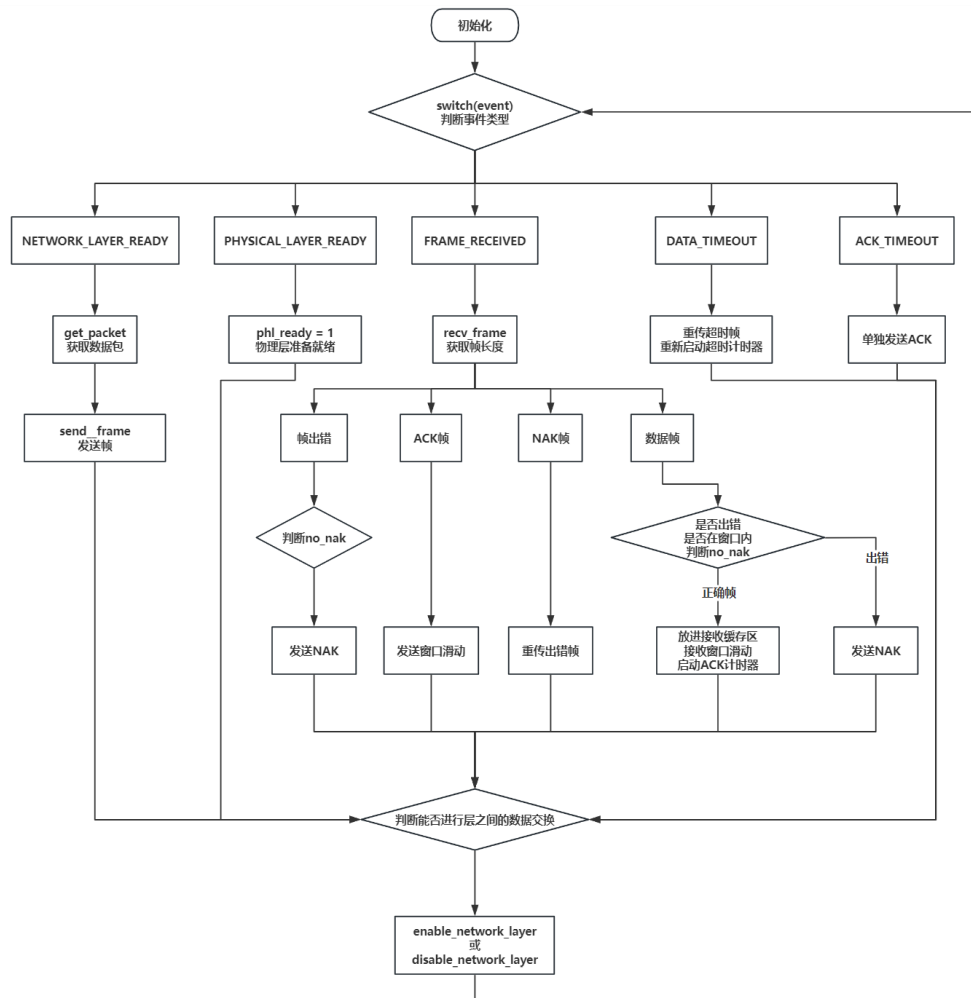 初始化
switch(event)
判断事件类型
NETWORK_LAYER_READY
PHYSICAL_LAYER_READY
FRAME_RECEIVED
DATA_TIMEOUT
ACK_TIMEOUT
get_packet
获取数据包
phl_ready = 1
物理层准备就绪
recv_frame
获取帧长度
重传超时帧
重新启动超时计时器
单独发送ACK
send__frame
发送帧
帧出错
ACK帧
NAK帧
数据帧
判断no_nak
是否出错
是否在窗口内
判断no_nak
出错
正确帧
发送NAK
发送窗口滑动
重传出错帧
放进接收缓存区
接收窗口滑动
启动ACK计时器
发送NAK
判断能否进行层之间的数据交换
enable_network_layer
或
disable_network_layer